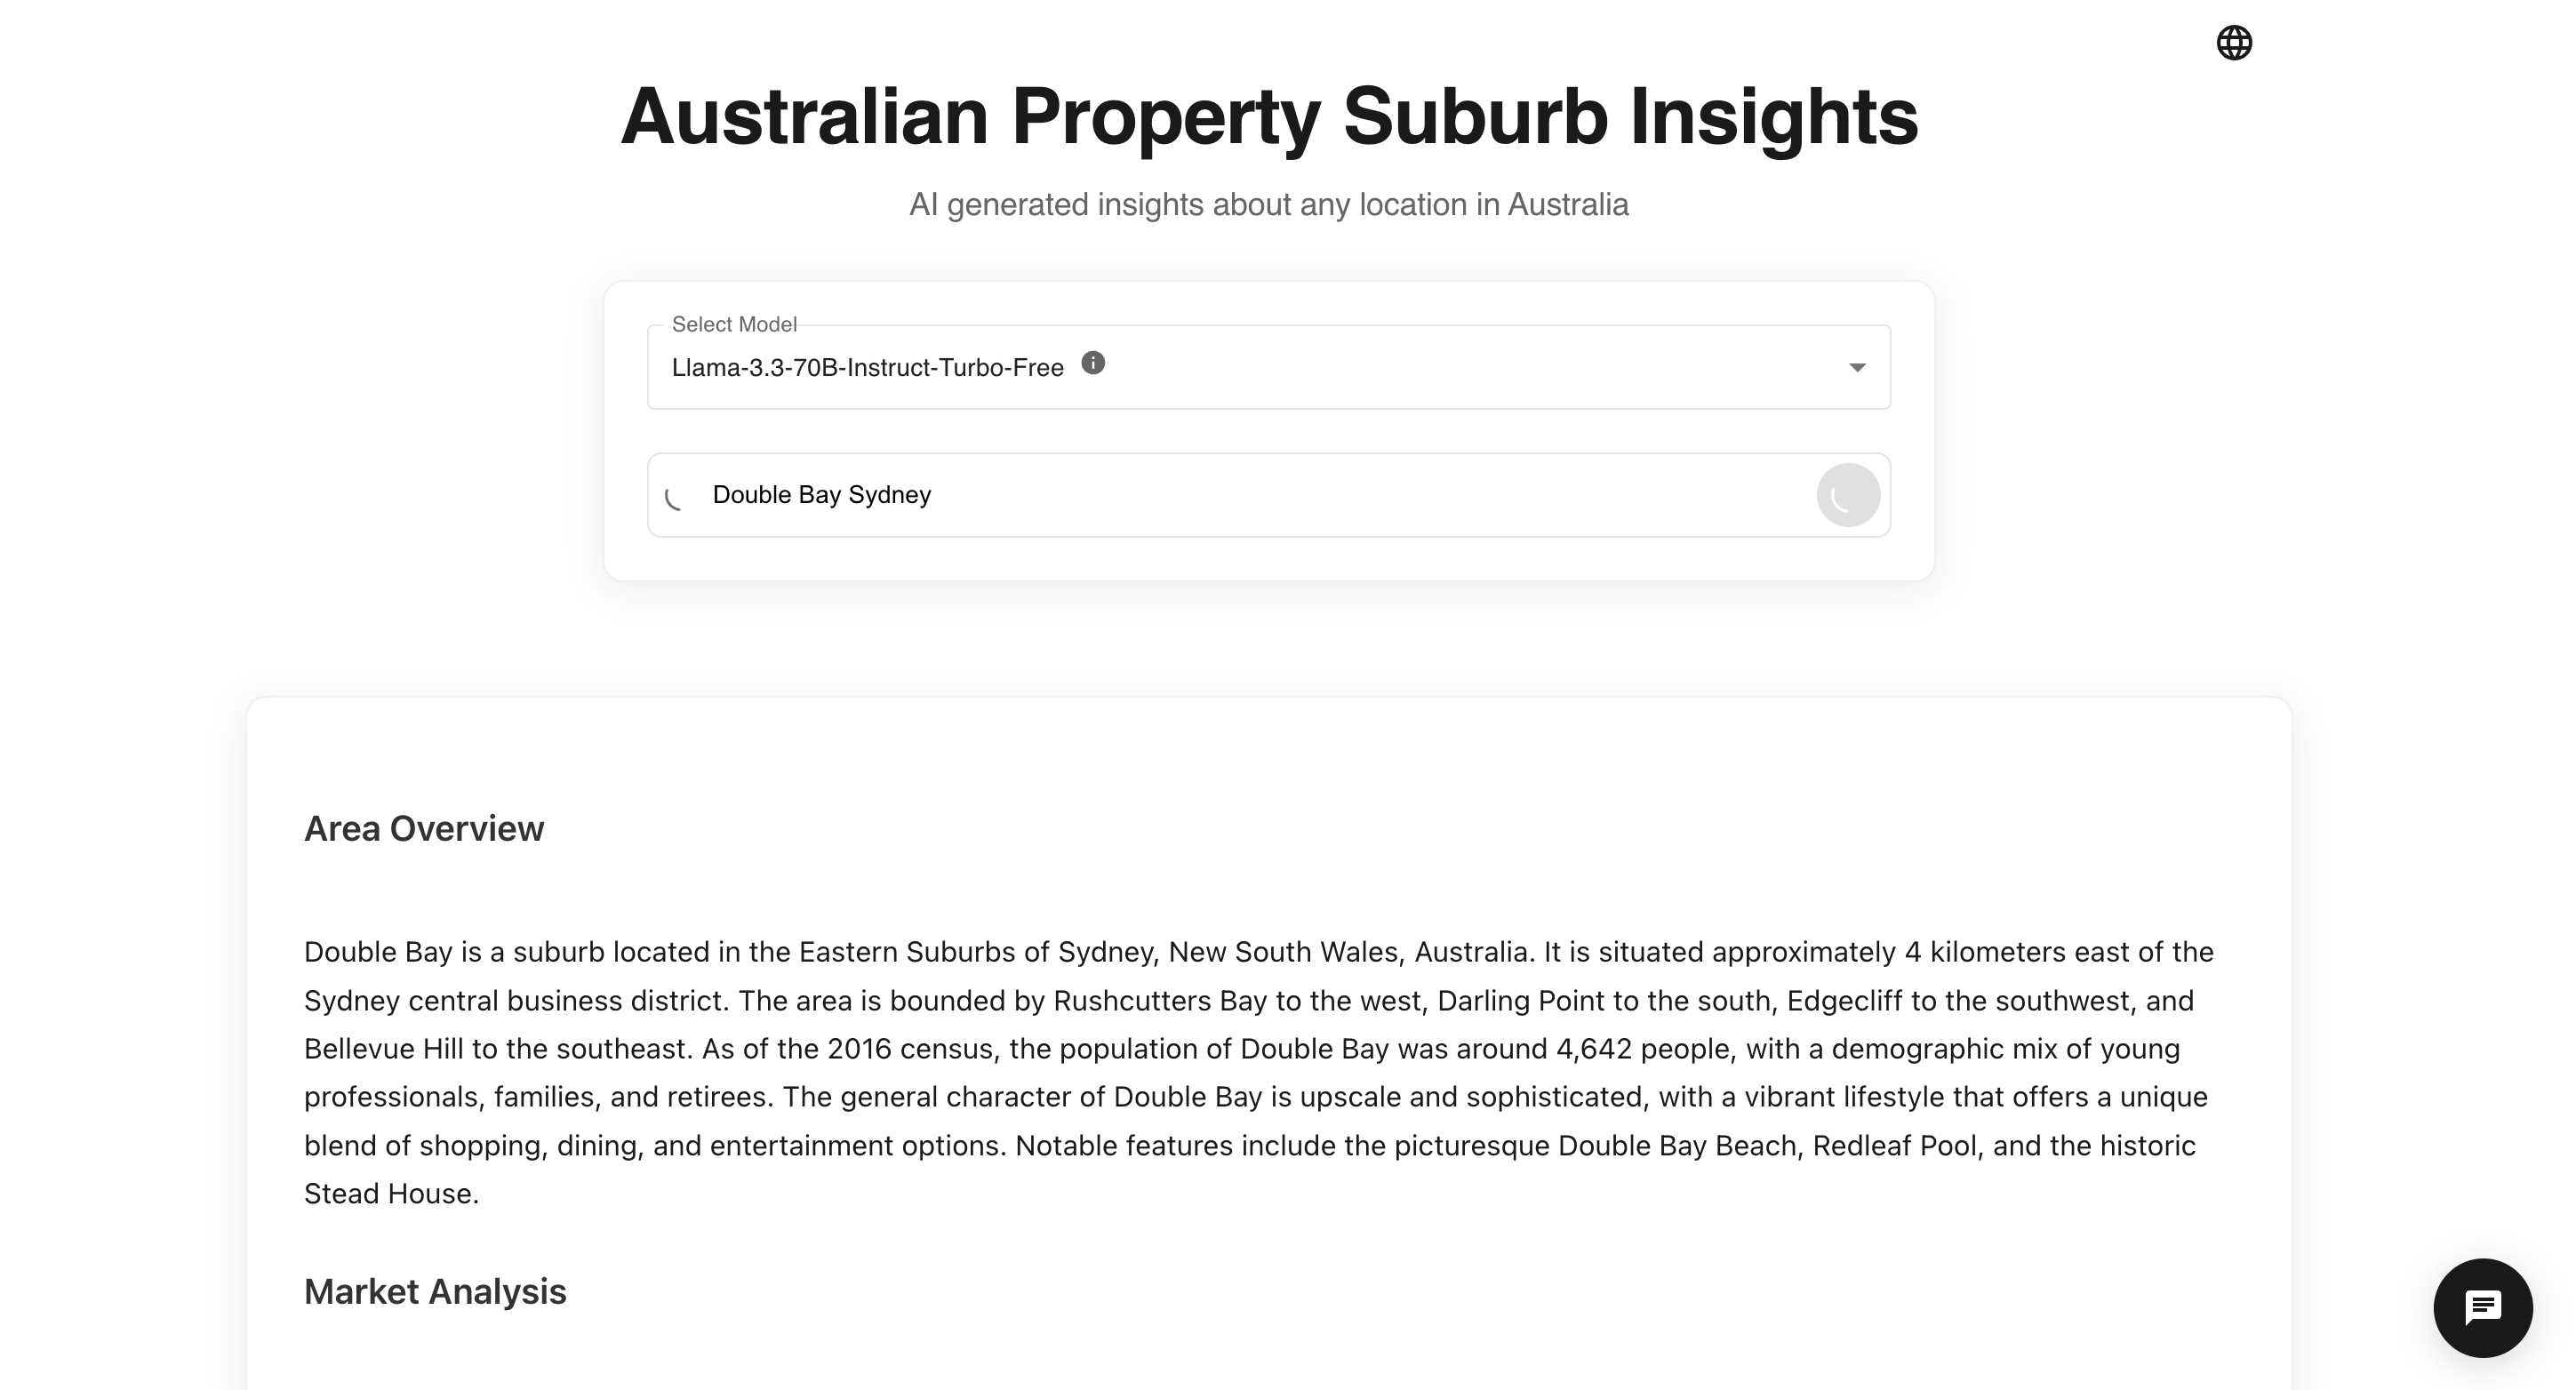 Australian Property Suburb Insights
AI generated insights about any location in Australia
Select Model
Llama-3.3-70B-Instruct-Turbo-Free
Double Bay Sydney
Area Overview
Double Bay is a suburb located in the Eastern Suburbs of Sydney, New South Wales, Australia. It is situated approximately 4 kilometers east of the
Sydney central business district. The area is bounded by Rushcutters Bay to the west, Darling Point to the south, Edgecliff to the southwest, and
Bellevue Hill to the southeast. As of the 2016 census, the population of Double Bay was around 4,642 people, with a demographic mix of young
professionals, families, and retirees. The general character of Double Bay is upscale and sophisticated, with a vibrant lifestyle that offers a unique
blend of shopping, dining, and entertainment options. Notable features include the picturesque Double Bay Beach, Redleaf Pool, and the historic
Stead House.
Market Analysis